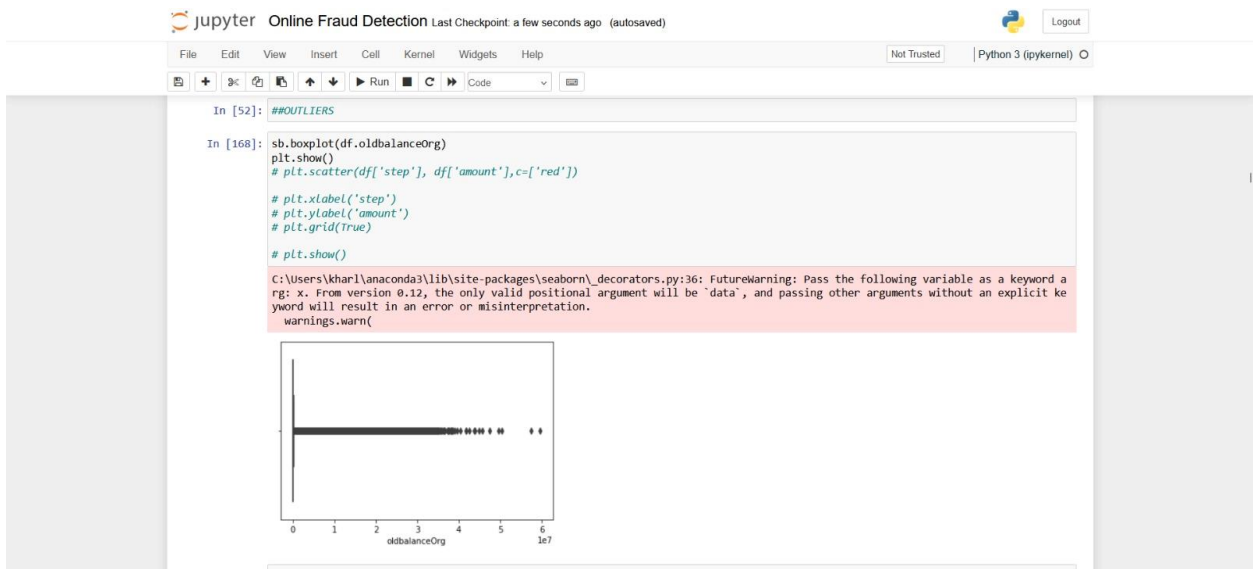 jupyter Online Fraud Detection Last Checkpoint: a few seconds ago (autosaved)
Logout
File Edit View Insert Cell Kernel Widgets Help
Not Trusted
Python 3 (ipykernel)
Run
Code
In [52]: ##OUTLIERS
In [168]: sb.boxplot(df.oldbalanceOrg)
plt.show()
# plt.scatter(df['step'], df['amount'],c=['red'])
# plt.xlabel('step')
# plt.ylabel('amount')
# plt.grid(True)
# plt.show()
C:\Users\kharl\anaconda3\lib\site-packages\seaborn\_decorators.py:36: FutureWarning: Pass the following variable as a keyword a
rg: x. From version 0.12, the only valid positional argument will be `data`, and passing other arguments without an explicit ke
yword will result in an error or misinterpretation.
warnings.warn(
0 1 2 3 4 5 6
oldbalanceOrg
1e7